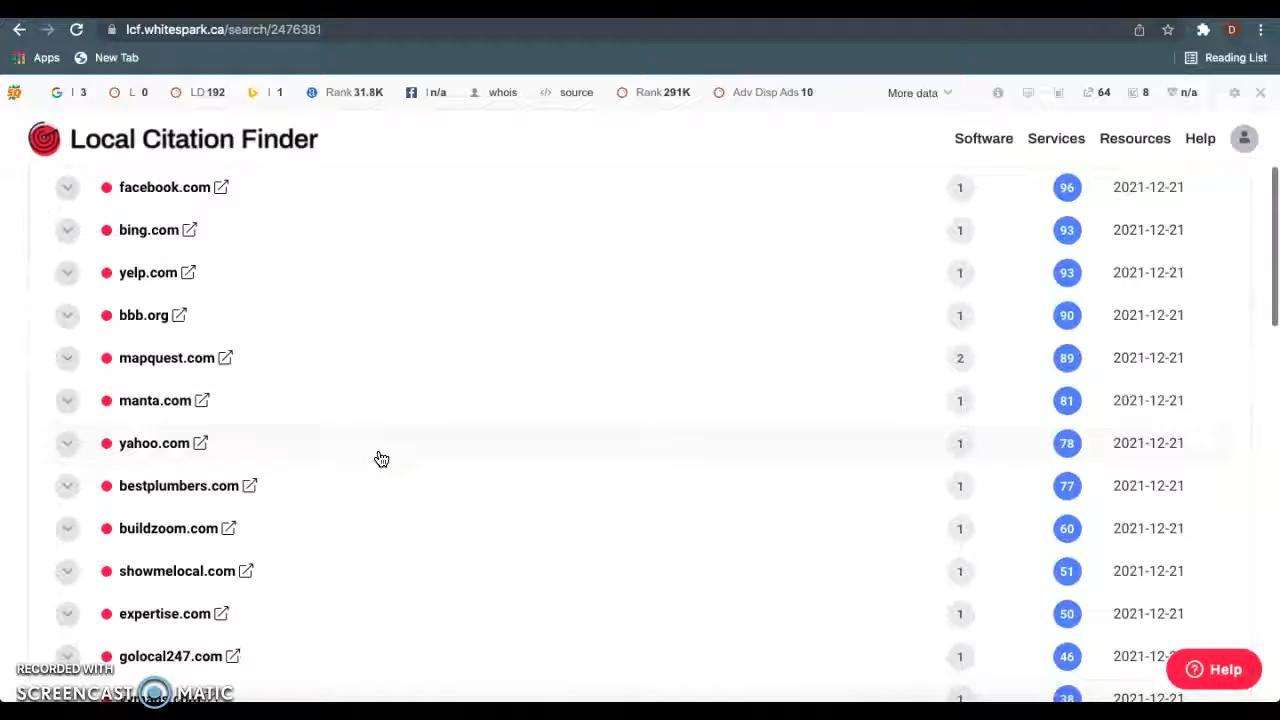 lcf.whitespark.ca/search/2476381
D
Apps New Tab Reading List
I 3 L 0 LD 192 I 1 Rank 31.8K I n/a whois source Rank 291K Adv Disp Ads 10 More data 64 8 n/a
Local Citation Finder Software Services Resources Help
facebook.com 1 96 2021-12-21
bing.com 1 93 2021-12-21
yelp.com 1 93 2021-12-21
bbb.org 1 90 2021-12-21
mapquest.com 2 89 2021-12-21
manta.com 1 81 2021-12-21
yahoo.com 1 78 2021-12-21
bestplumbers.com 1 77 2021-12-21
buildzoom.com 1 60 2021-12-21
showmelocal.com 1 51 2021-12-21
expertise.com 1 50 2021-12-21
golocal247.com 1 46 2021-12-
Help
RECORDED WITH
SCREENCAST MATIC
1 38 2021-12-21